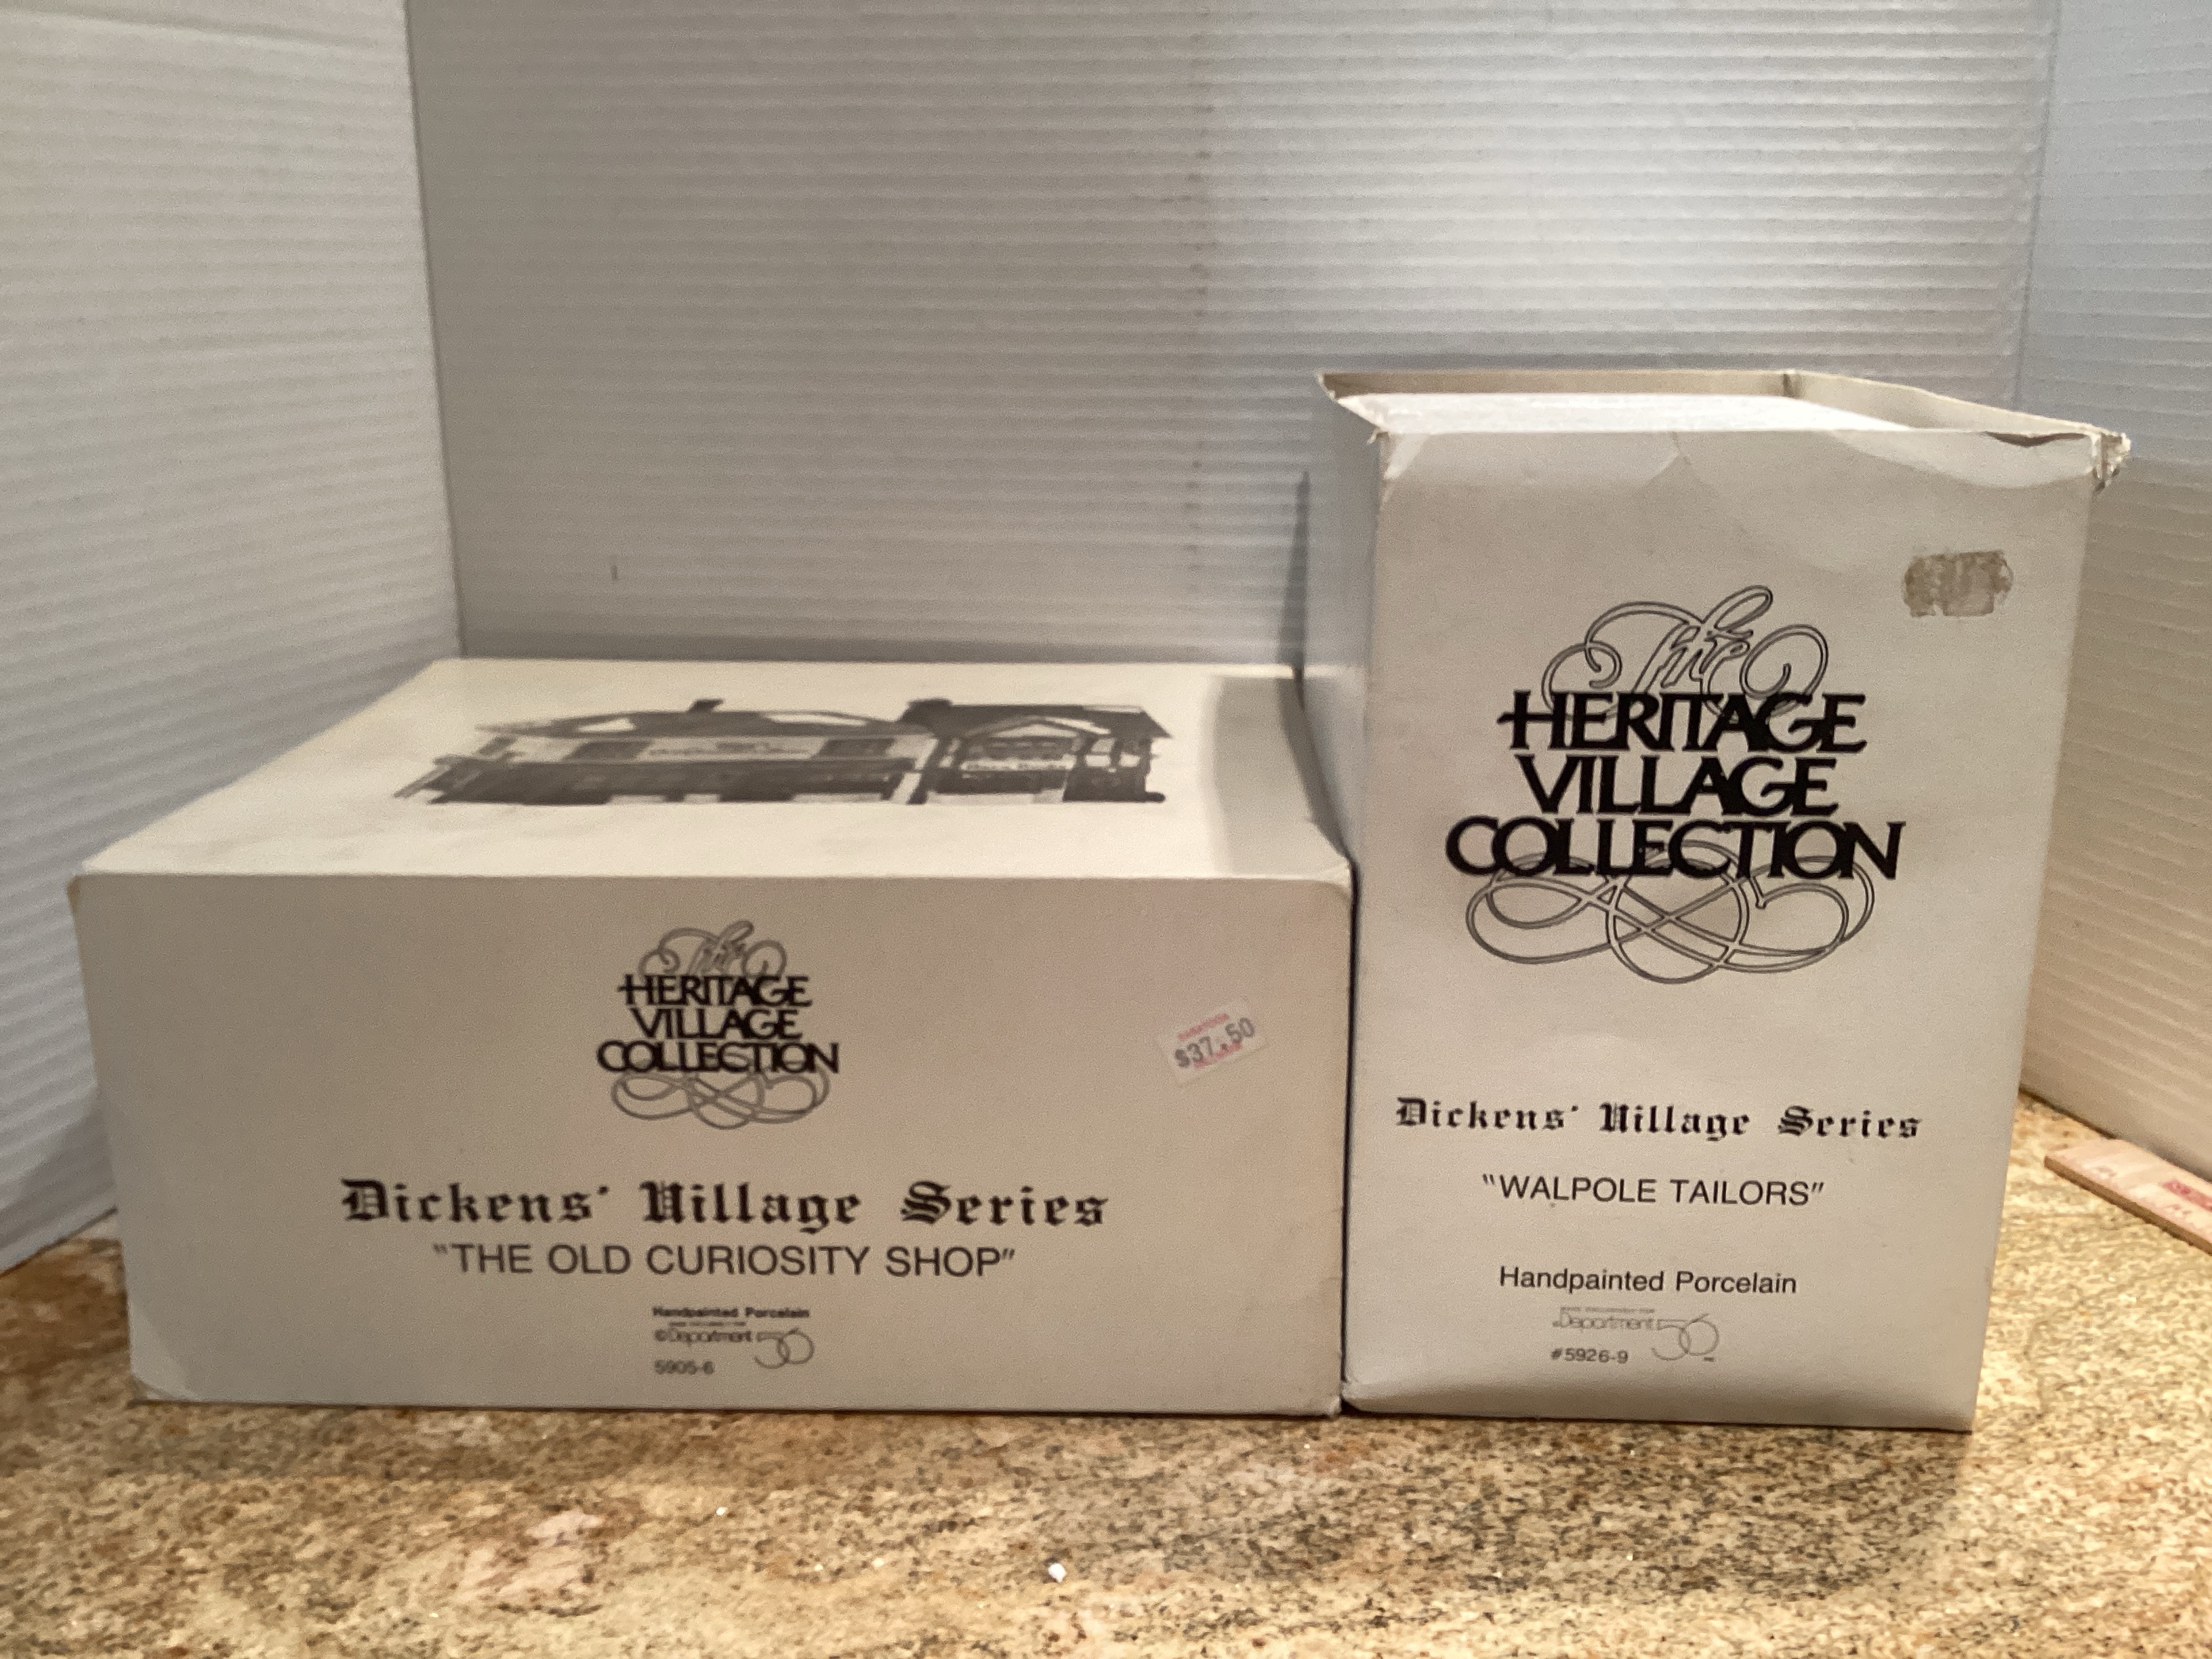 The
HERITAGE
VILLAGE
COLLECTION
$37.50
Dickens' Village Series
"THE OLD CURIOSITY SHOP"
Handpainted Porcelain
©Department 56
5905-6
The
HERITAGE
VILLAGE
COLLECTION
Dickens' Village Series
"WALPOLE TAILORS"
Handpainted Porcelain
Department 56
#5926-9